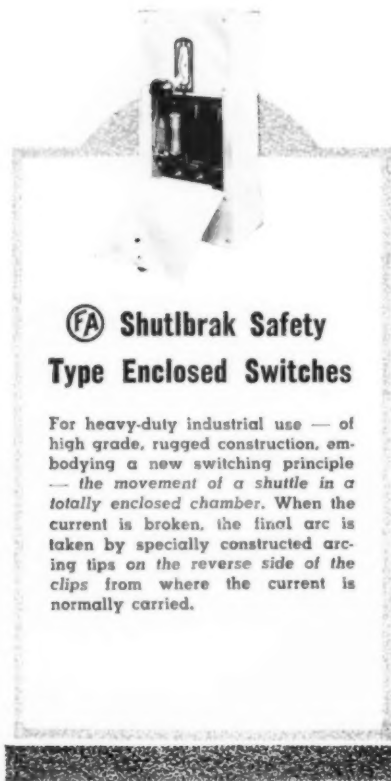 FA Shutlbrak Safety
Type Enclosed Switches
For heavy-duty industrial use — of
high grade, rugged construction, em-
bodying a new switching principle
— the movement of a shuttle in a
totally enclosed chamber. When the
current is broken, the final arc is
taken by specially constructed arc-
ing tips on the reverse side of the
clips from where the current is
normally carried.